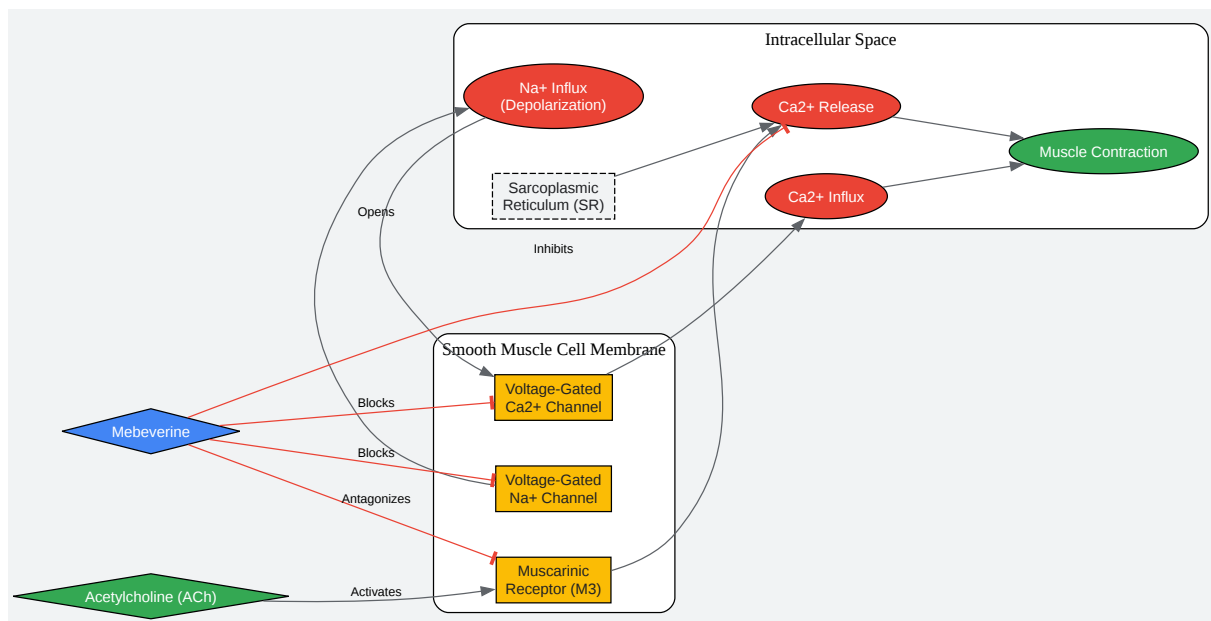 Intracellular Space
Na+ Influx
(Depolarization)
Ca2+ Release
Muscle Contraction
Sarcoplasmic
Reticulum (SR)
Ca2+ Influx
Opens
Inhibits
Smooth Muscle Cell Membrane
Voltage-Gated
Ca2+ Channel
Blocks
Mebeverine
Blocks
Voltage-Gated
Na+ Channel
Antagonizes
Muscarinic
Receptor (M3)
Acetylcholine (ACh)
Activates